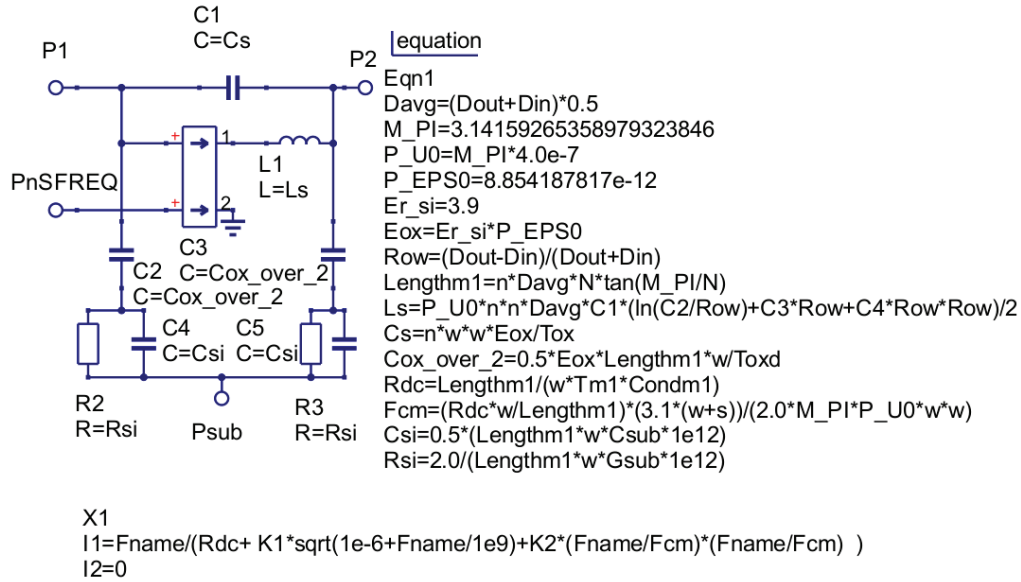 C1
C=Cs
P1
P2
equation
Eqn1
Davg=(Dout+Din)*0.5
M_PI=3.14159265358979323846
P_U0=M_PI*4.0e-7
P_EPS0=8.854187817e-12
Er_si=3.9
Eox=Er_si*P_EPS0
Row=(Dout-Din)/(Dout+Din)
Lengthm1=n*Davg*N*tan(M_PI/N)
Ls=P_U0*n*n*Davg*C1*(ln(C2/Row)+C3*Row+C4*Row*Row)/2
Cs=n*w*w*Eox/Tox
Cox_over_2=0.5*Eox*Lengthm1*w/Toxd
Rdc=Lengthm1/(w*Tm1*Condm1)
Fcm=(Rdc*w/Lengthm1)*(3.1*(w+s))/(2.0*M_PI*P_U0*w*w)
Csi=0.5*(Lengthm1*w*Csub*1e12)
Rsi=2.0/(Lengthm1*w*Gsub*1e12)
+
1
L1
L=Ls
PnSFREQ
+
2
C3
C=Cox_over_2
C2
C=Cox_over_2
C4
C=Csi
C5
C=Csi
R2
R=Rsi
Psub
R3
R=Rsi
X1
I1=Fname/(Rdc+ K1*sqrt(1e-6+Fname/1e9)+K2*(Fname/Fcm)*(Fname/Fcm) )
I2=0